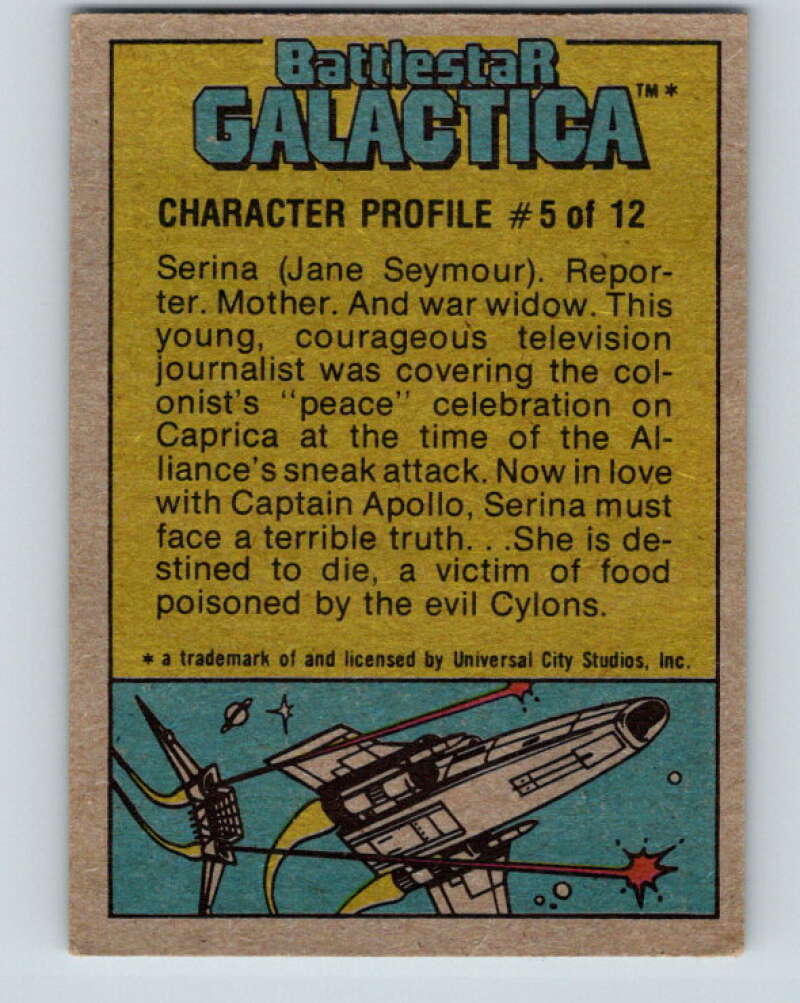 BattlestaR
GALACTICA™*
CHARACTER PROFILE #5 of 12
Serina (Jane Seymour). Repor-
ter. Mother. And war widow. This
young, courageous television
journalist was covering the col-
onist's "peace" celebration on
Caprica at the time of the Al-
liance's sneak attack. Now in love
with Captain Apollo, Serina must
face a terrible truth. . .She is de-
stined to die, a victim of food
poisoned by the evil Cylons.
* a trademark of and licensed by Universal City Studios, Inc.